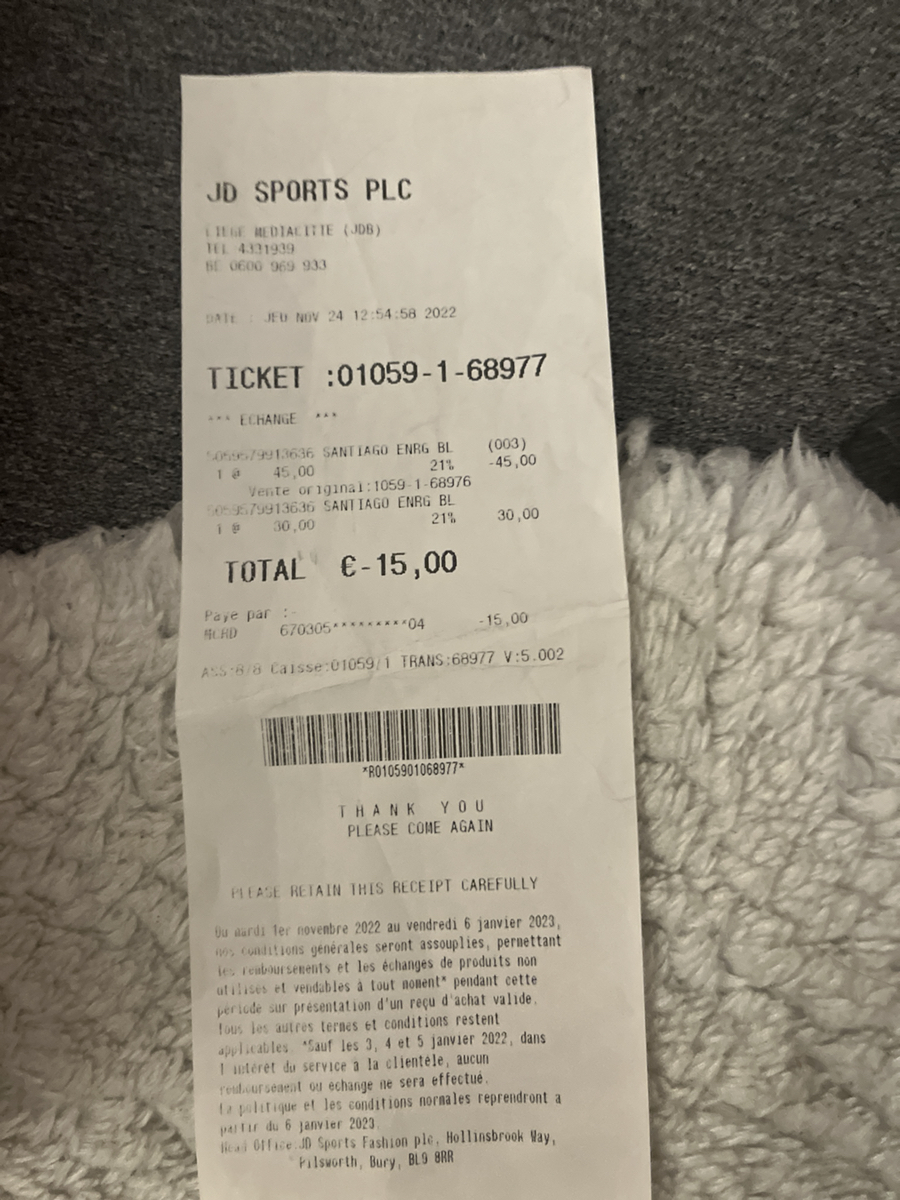 JD SPORTS PLC
LIEGE MEDIACITIE (JDB)
TEL 4331939
BE 0600 969 933
DATE : JEU NOV 24 12:54:58 2022
TICKET :01059-1-68977
*** ECHANGE ***
5059579913636 SANTIAGO ENRG BL (003)
1 @ 45,00 21% -45,00
Vente original:1059-1-68976
5059579913636 SANTIAGO ENRG BL
1 @ 30,00 21% 30,00
TOTAL €-15,00
Paye par :-
MCRD 670305*********04 -15,00
ASS:8/8 Caisse:01059/1 TRANS:68977 V:5.002
*R0105901068977*
THANK YOU
PLEASE COME AGAIN
PLEASE RETAIN THIS RECEIPT CAREFULLY
Du mardi 1er novembre 2022 au vendredi 6 janvier 2023,
nos conditions générales seront assouplies, permettant
les remboursements et les échanges de produits non
utilisés et vendables à tout moment* pendant cette
période sur présentation d'un reçu d'achat valide.
Tous les autres termes et conditions restent
applicables. *Sauf les 3, 4 et 5 janvier 2022, dans
l intérêt du service à la clientèle, aucun
remboursement ou échange ne sera effectué.
La politique et les conditions normales reprendront a
partir du 6 janvier 2023.
Head Office:JD Sports Fashion plc, Hollinsbrook Way,
Pilsworth, Bury, BL9 8RR